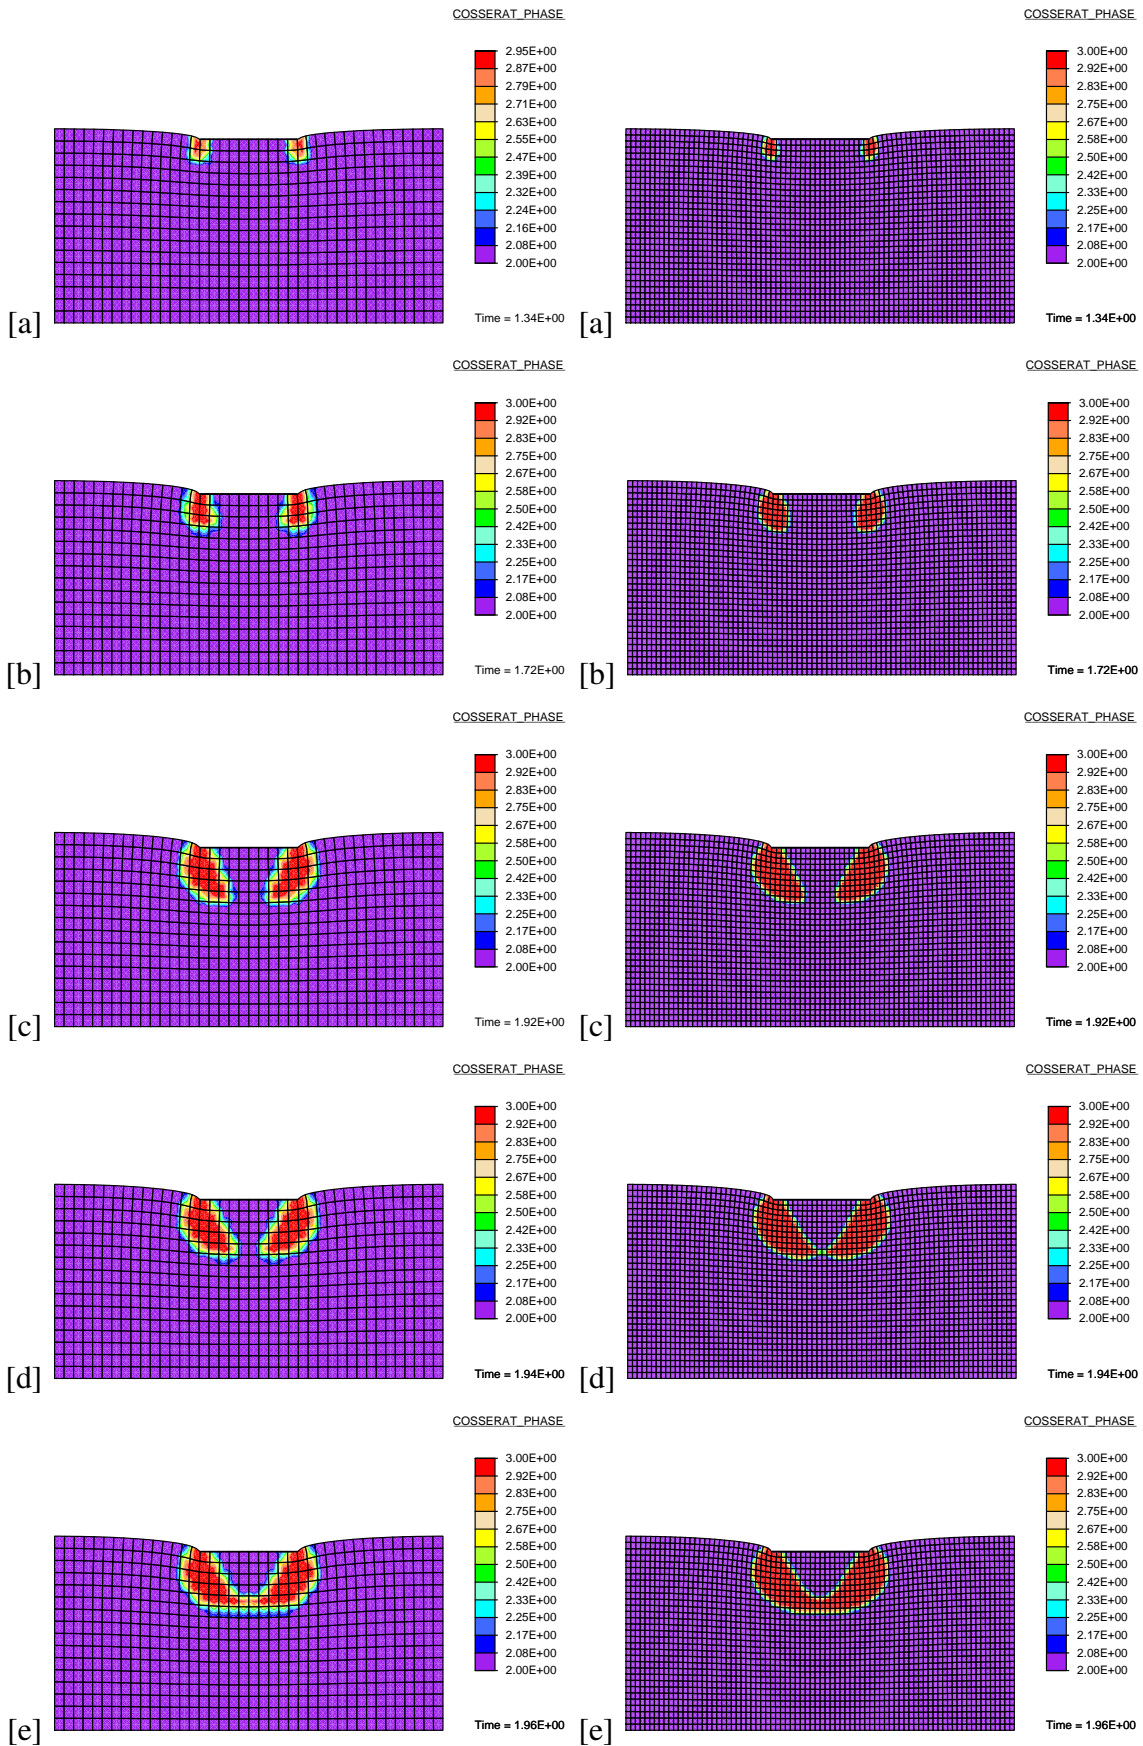 COSSERAT_PHASE
2.95E+00
2.87E+00
2.79E+00
2.71E+00
2.63E+00
2.55E+00
2.47E+00
2.39E+00
2.32E+00
2.24E+00
2.16E+00
2.08E+00
2.00E+00
Time = 1.34E+00
[a]
COSSERAT_PHASE
3.00E+00
2.92E+00
2.83E+00
2.75E+00
2.67E+00
2.58E+00
2.50E+00
2.42E+00
2.33E+00
2.25E+00
2.17E+00
2.08E+00
2.00E+00
Time = 1.34E+00
[a]
COSSERAT_PHASE
3.00E+00
2.92E+00
2.83E+00
2.75E+00
2.67E+00
2.58E+00
2.50E+00
2.42E+00
2.33E+00
2.25E+00
2.17E+00
2.08E+00
2.00E+00
Time = 1.72E+00
[b]
COSSERAT_PHASE
3.00E+00
2.92E+00
2.83E+00
2.75E+00
2.67E+00
2.58E+00
2.50E+00
2.42E+00
2.33E+00
2.25E+00
2.17E+00
2.08E+00
2.00E+00
Time = 1.72E+00
[b]
COSSERAT_PHASE
3.00E+00
2.92E+00
2.83E+00
2.75E+00
2.67E+00
2.58E+00
2.50E+00
2.42E+00
2.33E+00
2.25E+00
2.17E+00
2.08E+00
2.00E+00
Time = 1.92E+00
[c]
COSSERAT_PHASE
3.00E+00
2.92E+00
2.83E+00
2.75E+00
2.67E+00
2.58E+00
2.50E+00
2.42E+00
2.33E+00
2.25E+00
2.17E+00
2.08E+00
2.00E+00
Time = 1.92E+00
[c]
COSSERAT_PHASE
3.00E+00
2.92E+00
2.83E+00
2.75E+00
2.67E+00
2.58E+00
2.50E+00
2.42E+00
2.33E+00
2.25E+00
2.17E+00
2.08E+00
2.00E+00
Time = 1.94E+00
[d]
COSSERAT_PHASE
3.00E+00
2.92E+00
2.83E+00
2.75E+00
2.67E+00
2.58E+00
2.50E+00
2.42E+00
2.33E+00
2.25E+00
2.17E+00
2.08E+00
2.00E+00
Time = 1.94E+00
[d]
COSSERAT_PHASE
3.00E+00
2.92E+00
2.83E+00
2.75E+00
2.67E+00
2.58E+00
2.50E+00
2.42E+00
2.33E+00
2.25E+00
2.17E+00
2.08E+00
2.00E+00
Time = 1.96E+00
[e]
COSSERAT_PHASE
3.00E+00
2.92E+00
2.83E+00
2.75E+00
2.67E+00
2.58E+00
2.50E+00
2.42E+00
2.33E+00
2.25E+00
2.17E+00
2.08E+00
2.00E+00
Time = 1.96E+00
[e]